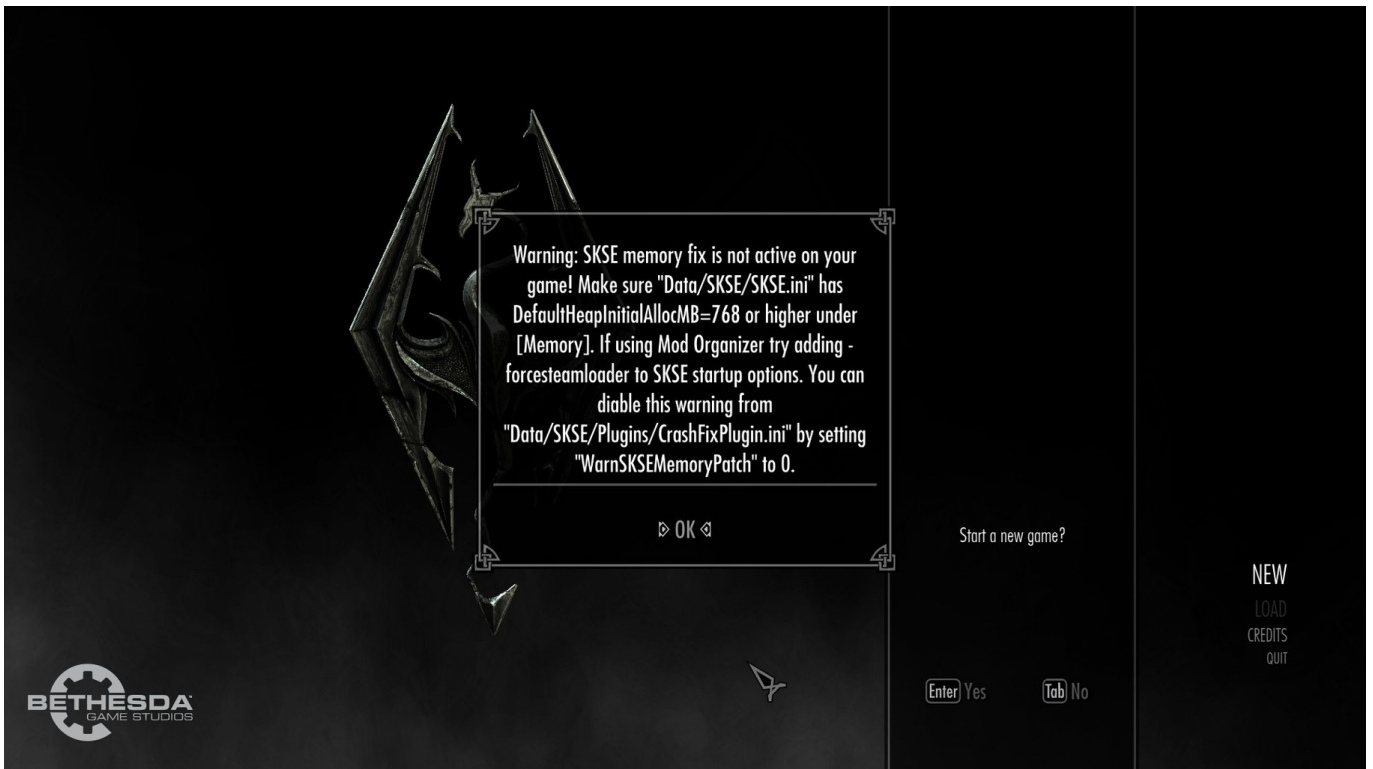 Warning: SKSE memory fix is not active on your
game! Make sure "Data/SKSE/SKSE.ini" has
DefaultHeapInitialAllocMB=768 or higher under
[Memory]. If using Mod Organizer try adding -
forcesteamloader to SKSE startup options. You can
diable this warning from
"Data/SKSE/Plugins/CrashFixPlugin.ini" by setting
"WarnSKSEMemoryPatch" to 0.
OK
Start a new game?
Enter Yes
Tab No
NEW
LOAD
CREDITS
QUIT
BETHESDA
GAME STUDIOS